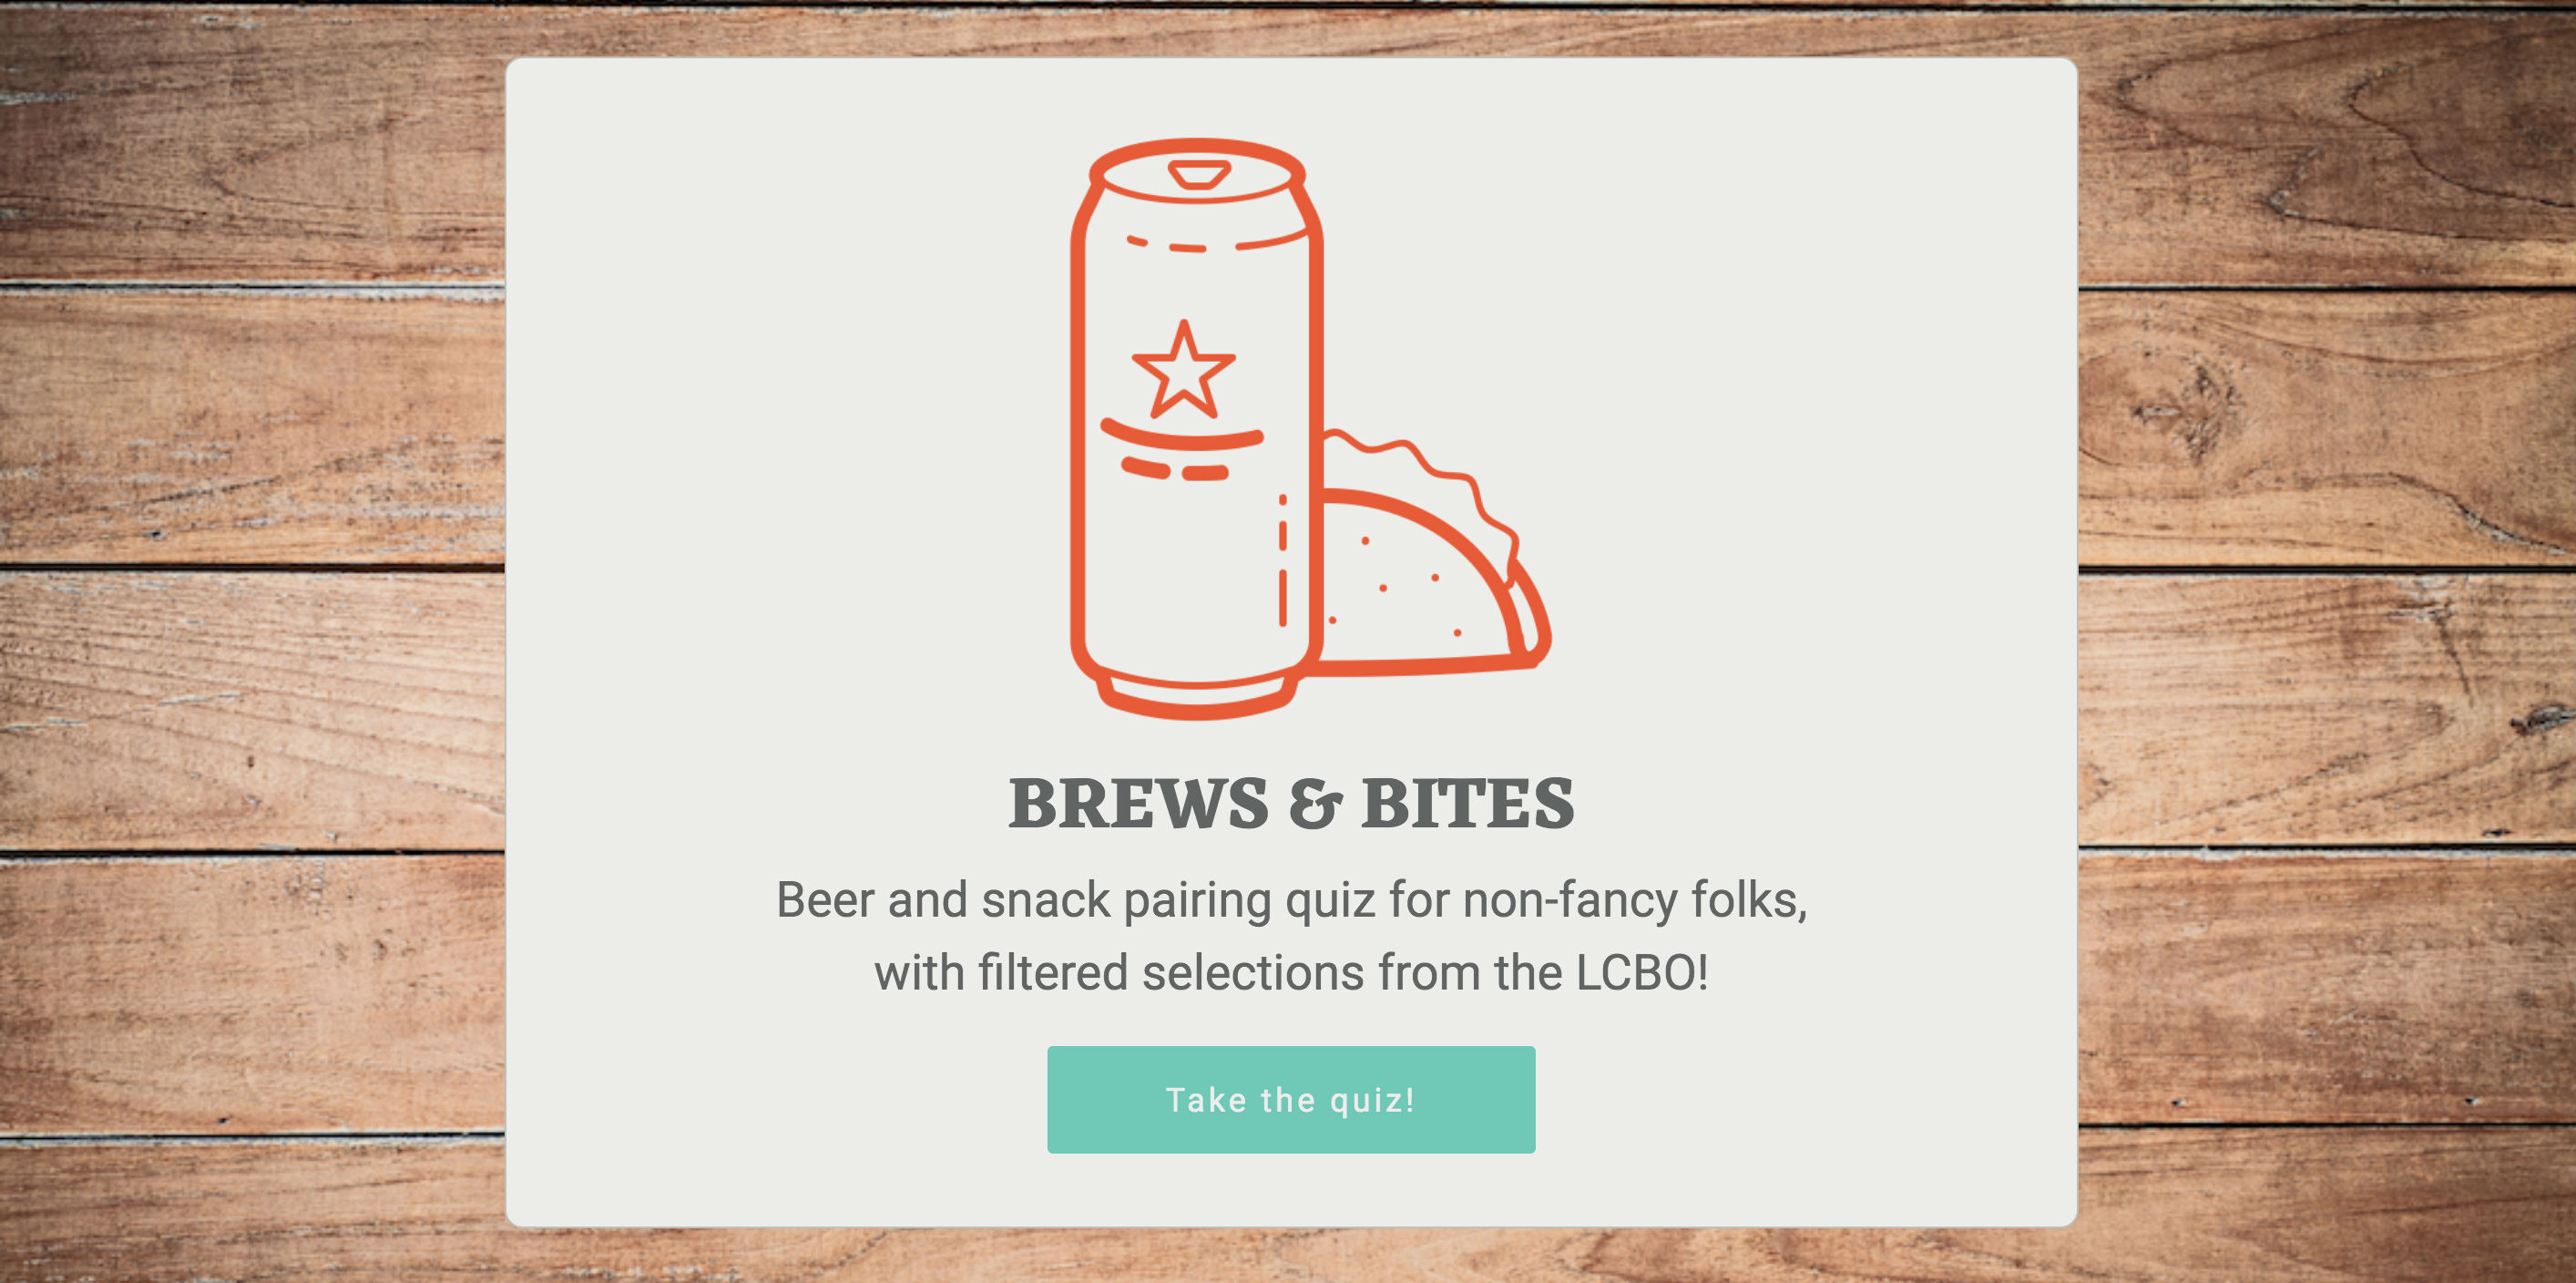 BREWS & BITES
Beer and snack pairing quiz for non-fancy folks,
with filtered selections from the LCBO!
Take the quiz!